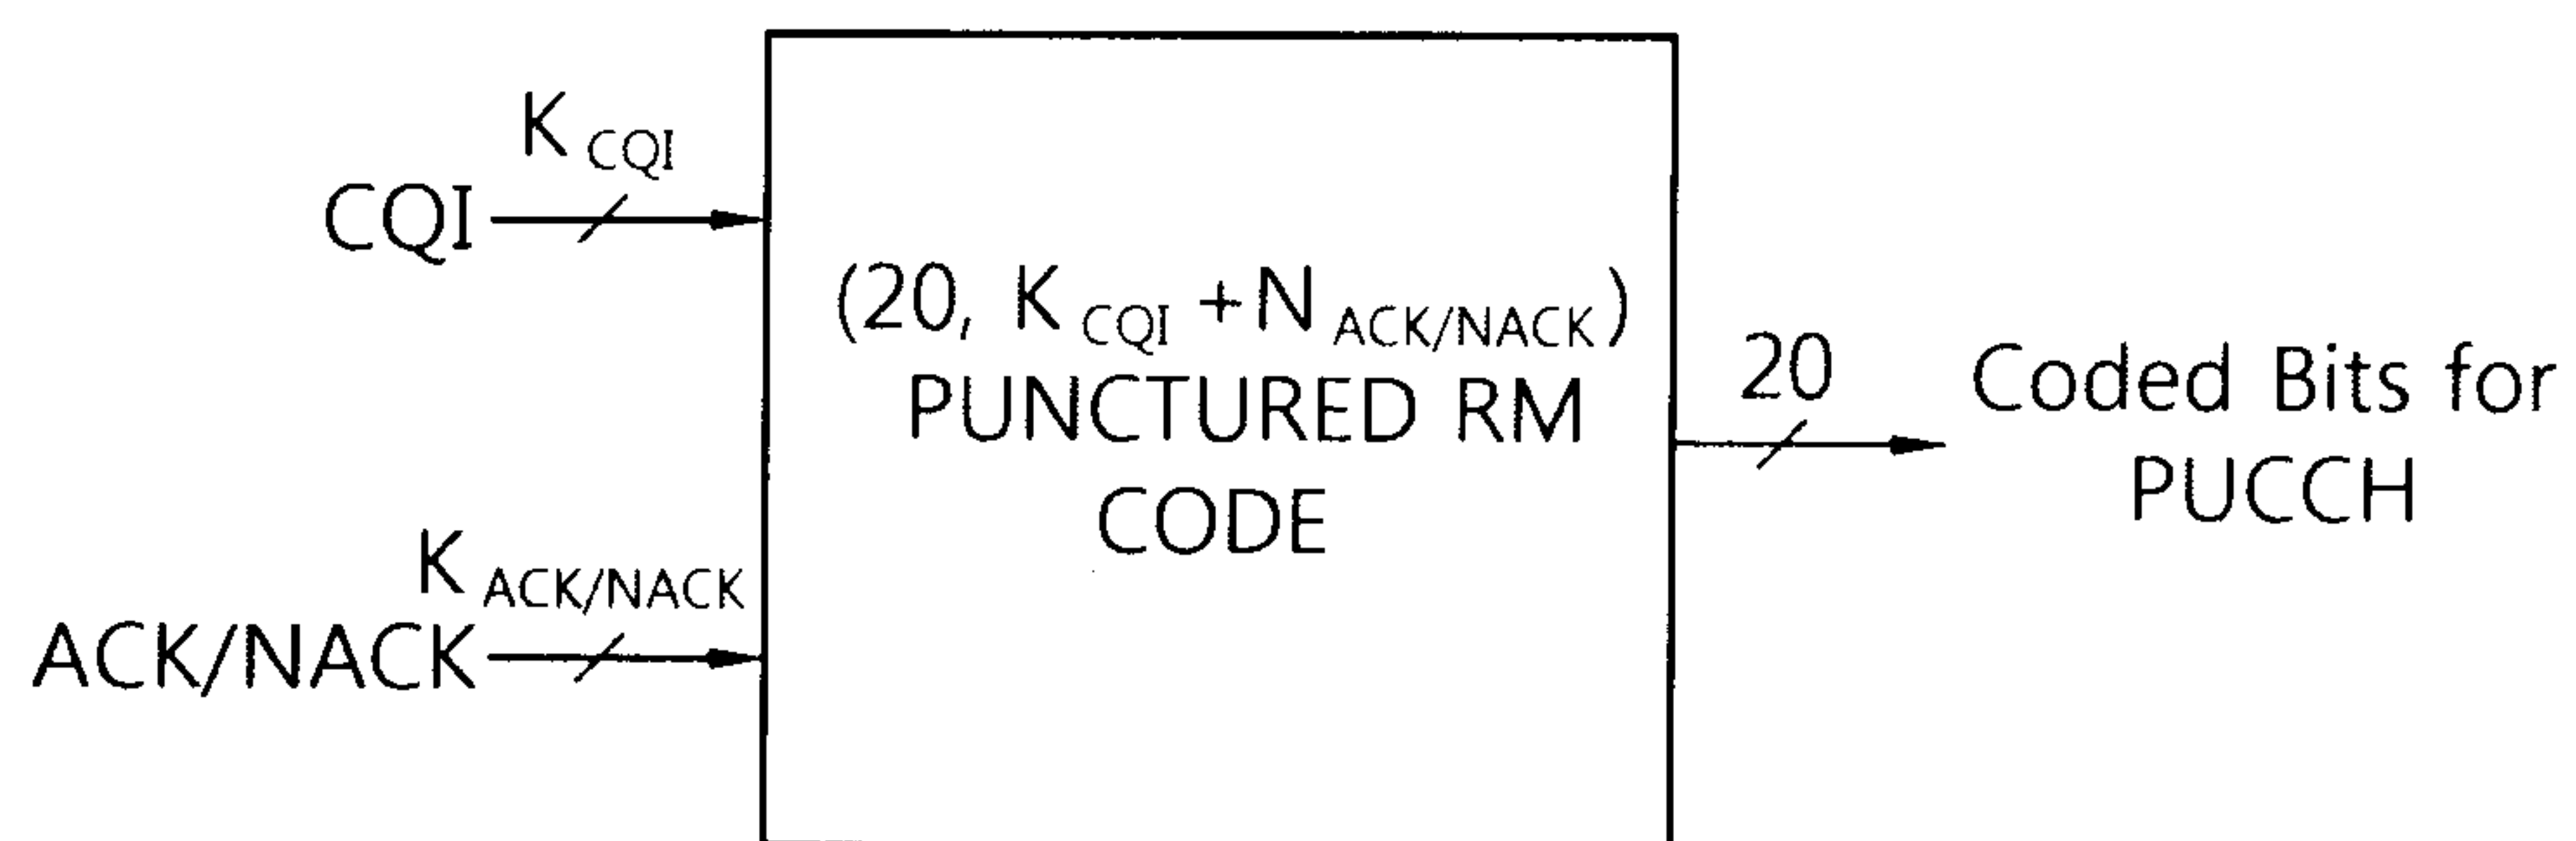 K CQI
CQI
(20, K CQI +N ACK/NACK)
PUNCTURED RM
CODE
K ACK/NACK
ACK/NACK
20
Coded Bits for
PUCCH